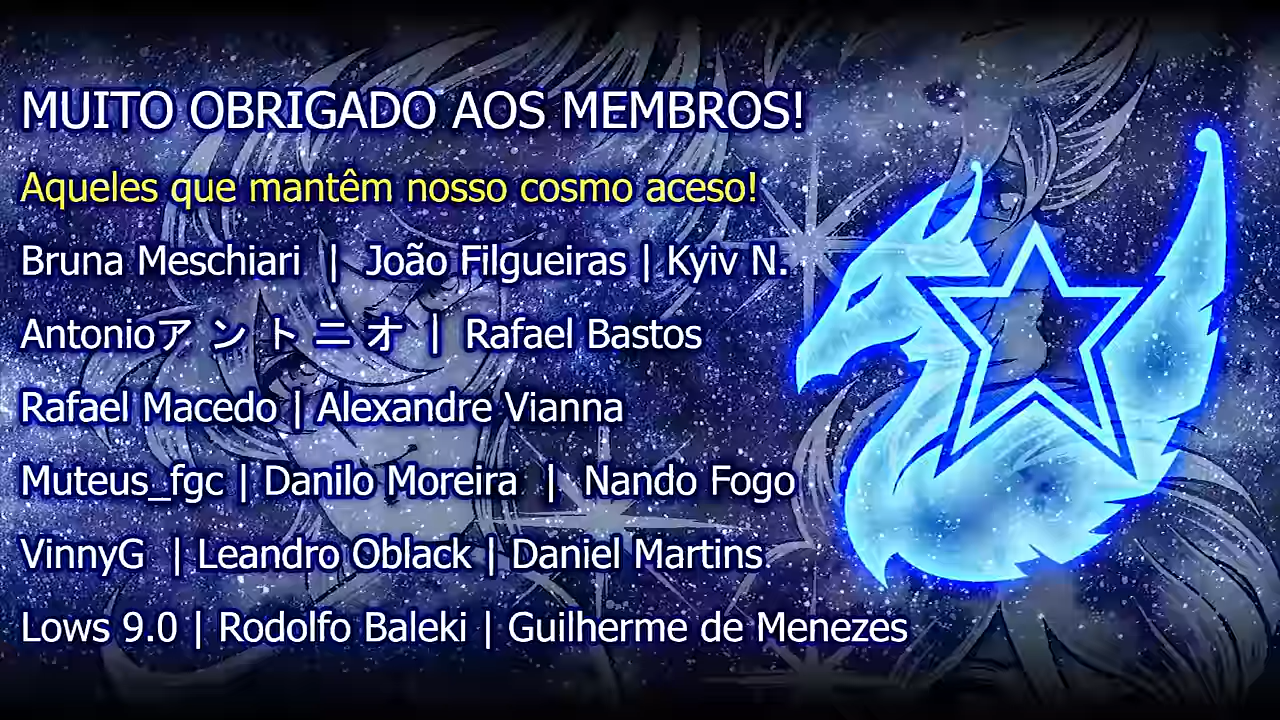 MUITO OBRIGADO AOS MEMBROS!
Aqueles que mantêm nosso cosmo aceso!
Bruna Meschiari | João Filgueiras | Kyiv N.
Antonioア ン ト ニ オ | Rafael Bastos
Rafael Macedo | Alexandre Vianna
Muteus_fgc | Danilo Moreira | Nando Fogo
VinnyG | Leandro Oblack | Daniel Martins
Lows 9.0 | Rodolfo Baleki | Guilherme de Menezes